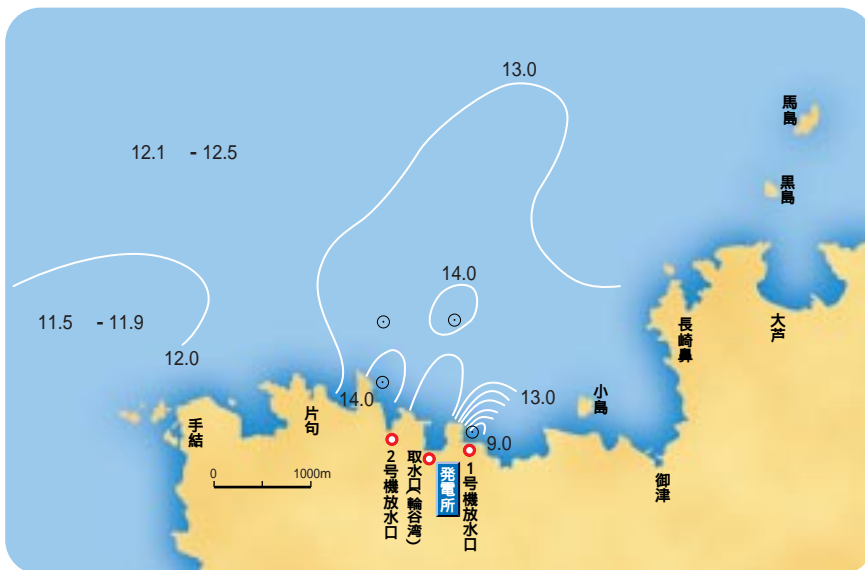 13.0
馬島
12.1 - 12.5
黒島
14.0
11.5 - 11.9
長崎鼻
大芦
12.0
14.0
13.0
小島
片句
手結
9.0
0 1000m
2号機放水口
取水口(輪谷湾)
発電所
1号機放水口
御津